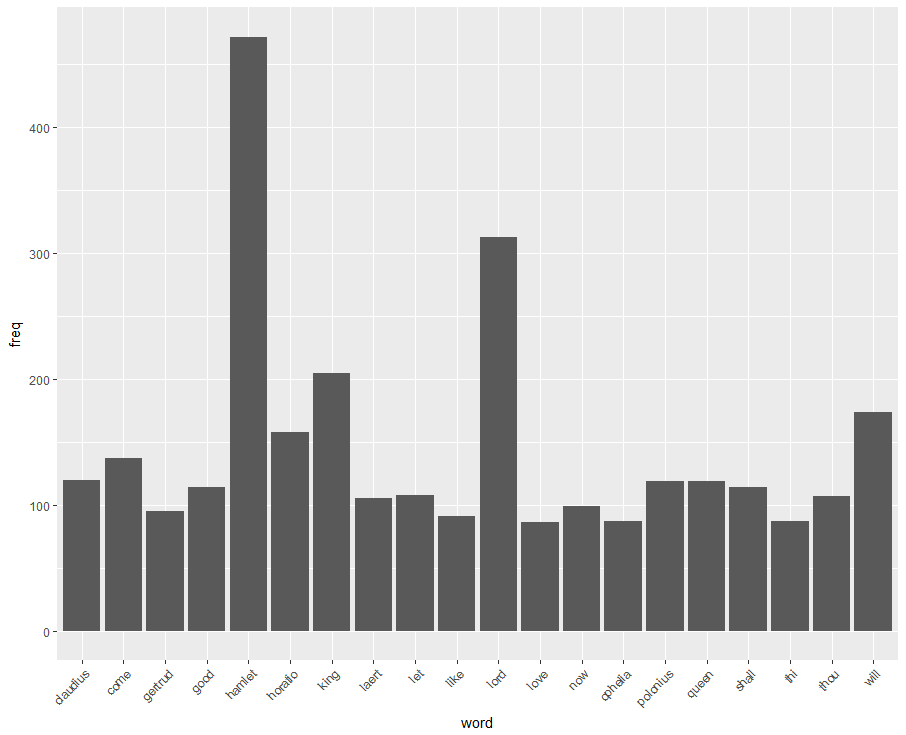 freq
400
300
200
100
0
claudius
come
gertrud
good
hamlet
horatio
king
laert
let
like
lord
love
now
ophelia
polonius
queen
shall
thi
thou
will
word